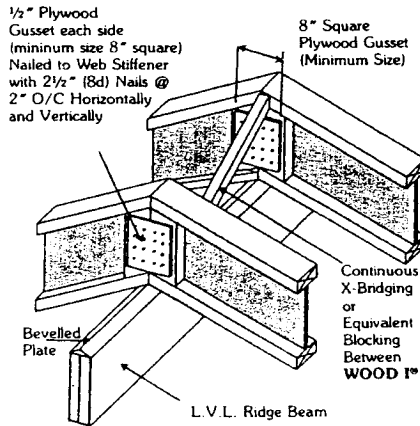 ½" Plywood
Gusset each side
(mininum size 8" square)
Nailed to Web Stiffener
with 2½" (8d) Nails @
2" O/C Horizontally
and Vertically
8" Square
Plywood Gusset
(Minimum Size)
Continuous
X-Bridging
or
Equivalent
Blocking
Between
WOOD I®
Bevelled
Plate
L.V.L. Ridge Beam